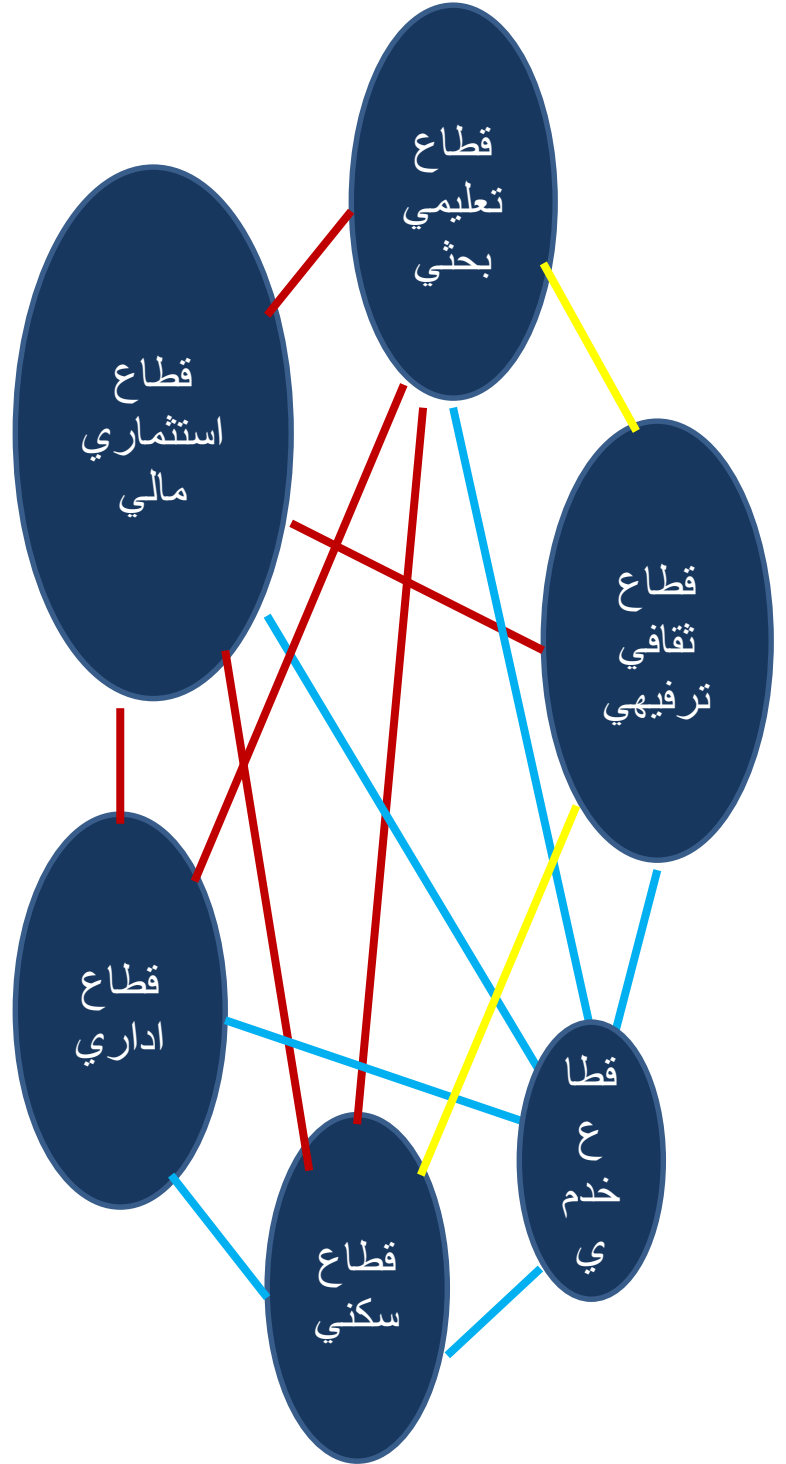 قطاع
تعليمي
بحثي
قطاع
استثماري
مالي
قطاع
ثقافي
ترفيهي
قطاع
اداري
قطا
ع
خدم
ي
قطاع
سكني